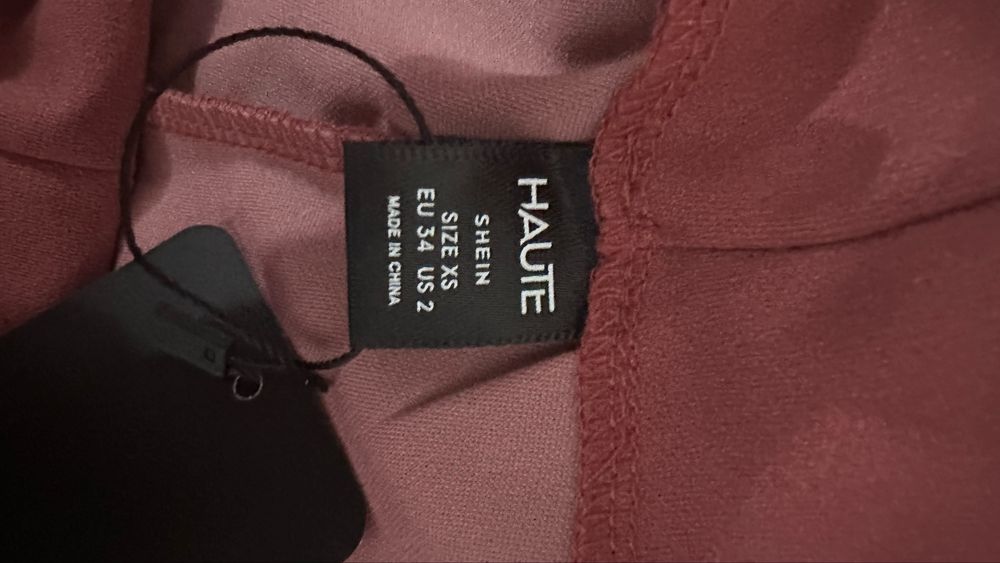 HAUTE
SHEIN
SIZE XS
EU 34 US 2
MADE IN CHINA